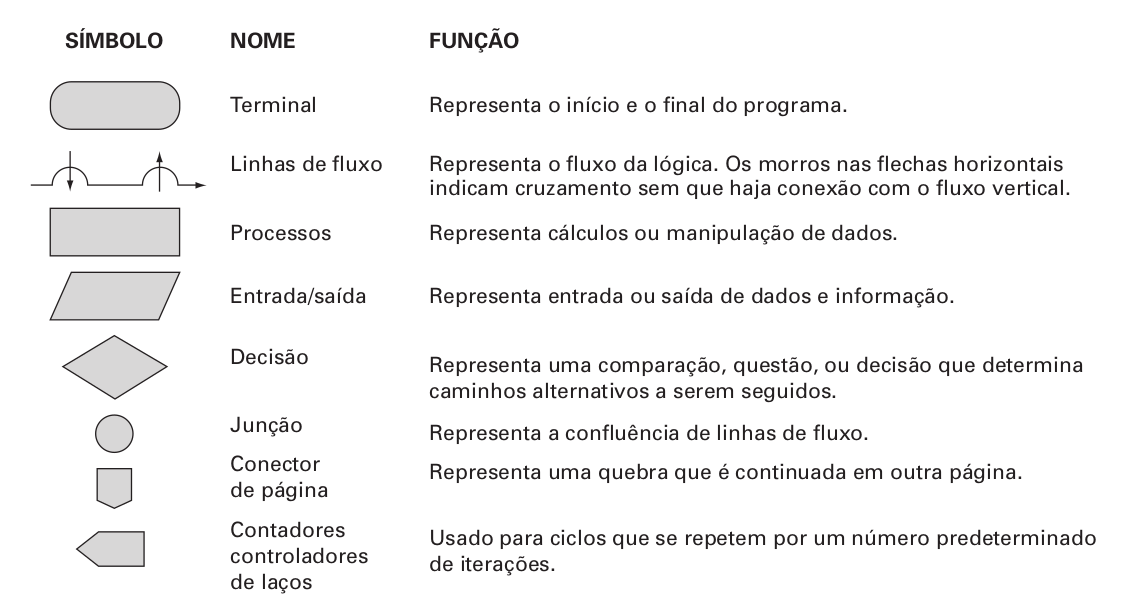 SÍMBOLO NOME FUNÇÃO
Terminal Representa o início e o final do programa.
Linhas de fluxo Representa o fluxo da lógica. Os morros nas flechas horizontais
indicam cruzamento sem que haja conexão com o fluxo vertical.
Processos Representa cálculos ou manipulação de dados.
Entrada/saída Representa entrada ou saída de dados e informação.
Decisão Representa uma comparação, questão, ou decisão que determina
caminhos alternativos a serem seguidos.
Junção Representa a confluência de linhas de fluxo.
Conector
de página
Representa uma quebra que é continuada em outra página.
Contadores
controladores
de laços
Usado para ciclos que se repetem por um número predeterminado
de iterações.